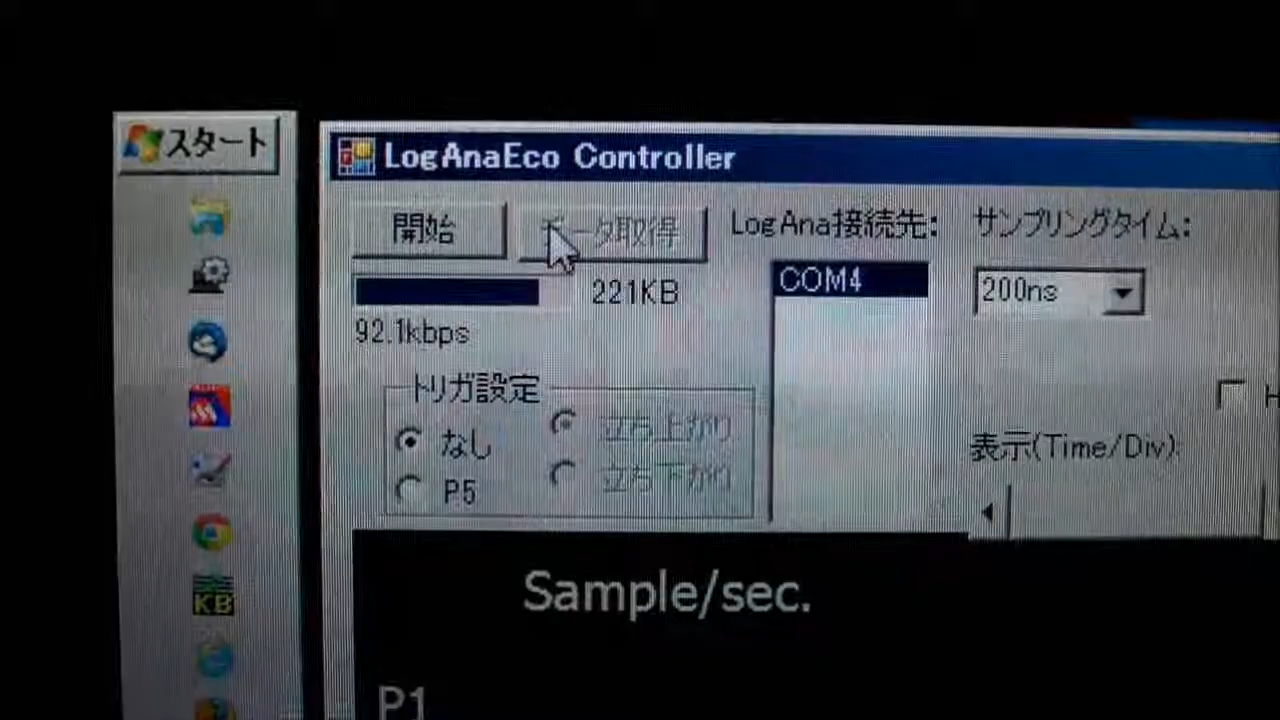 スタート
LogAnaEco Controller
開始
データ取得
LogAna接続先:
サンプリングタイム:
COM4
200ns
221KB
92.1kbps
トリガ設定
なし
立ち上がり
P5
立ち下がり
H
表示(Time/Div):
KB
Sample/sec.
P1